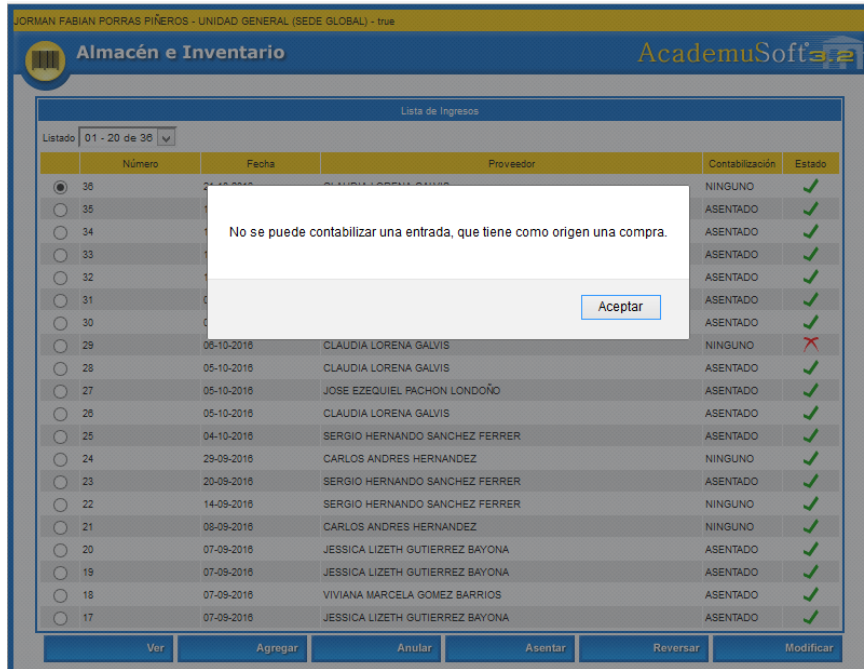 JORMAN FABIAN PORRAS PIÑEROS - UNIDAD GENERAL (SEDE GLOBAL) - true
Almacén e Inventario AcademuSoft 3.2
Lista de Ingresos
Listado 01 - 20 de 36
Número Fecha Proveedor Contabilización Estado
36 21-10-2016 CLAUDIA LORENA GALVIS NINGUNO
35 ASENTADO
34 ASENTADO
33 ASENTADO
32 ASENTADO
31 ASENTADO
30 ASENTADO
No se puede contabilizar una entrada, que tiene como origen una compra.
Aceptar
29 06-10-2016 CLAUDIA LORENA GALVIS NINGUNO
28 05-10-2016 CLAUDIA LORENA GALVIS ASENTADO
27 05-10-2016 JOSE EZEQUIEL PACHON LONDOÑO ASENTADO
26 05-10-2016 CLAUDIA LORENA GALVIS ASENTADO
25 04-10-2016 SERGIO HERNANDO SANCHEZ FERRER ASENTADO
24 29-09-2016 CARLOS ANDRES HERNANDEZ NINGUNO
23 20-09-2016 SERGIO HERNANDO SANCHEZ FERRER ASENTADO
22 14-09-2016 SERGIO HERNANDO SANCHEZ FERRER NINGUNO
21 08-09-2016 CARLOS ANDRES HERNANDEZ NINGUNO
20 07-09-2016 JESSICA LIZETH GUTIERREZ BAYONA ASENTADO
19 07-09-2016 JESSICA LIZETH GUTIERREZ BAYONA ASENTADO
18 07-09-2016 VIVIANA MARCELA GOMEZ BARRIOS ASENTADO
17 07-09-2016 JESSICA LIZETH GUTIERREZ BAYONA ASENTADO
Ver Agregar Anular Asentar Reversar Modificar